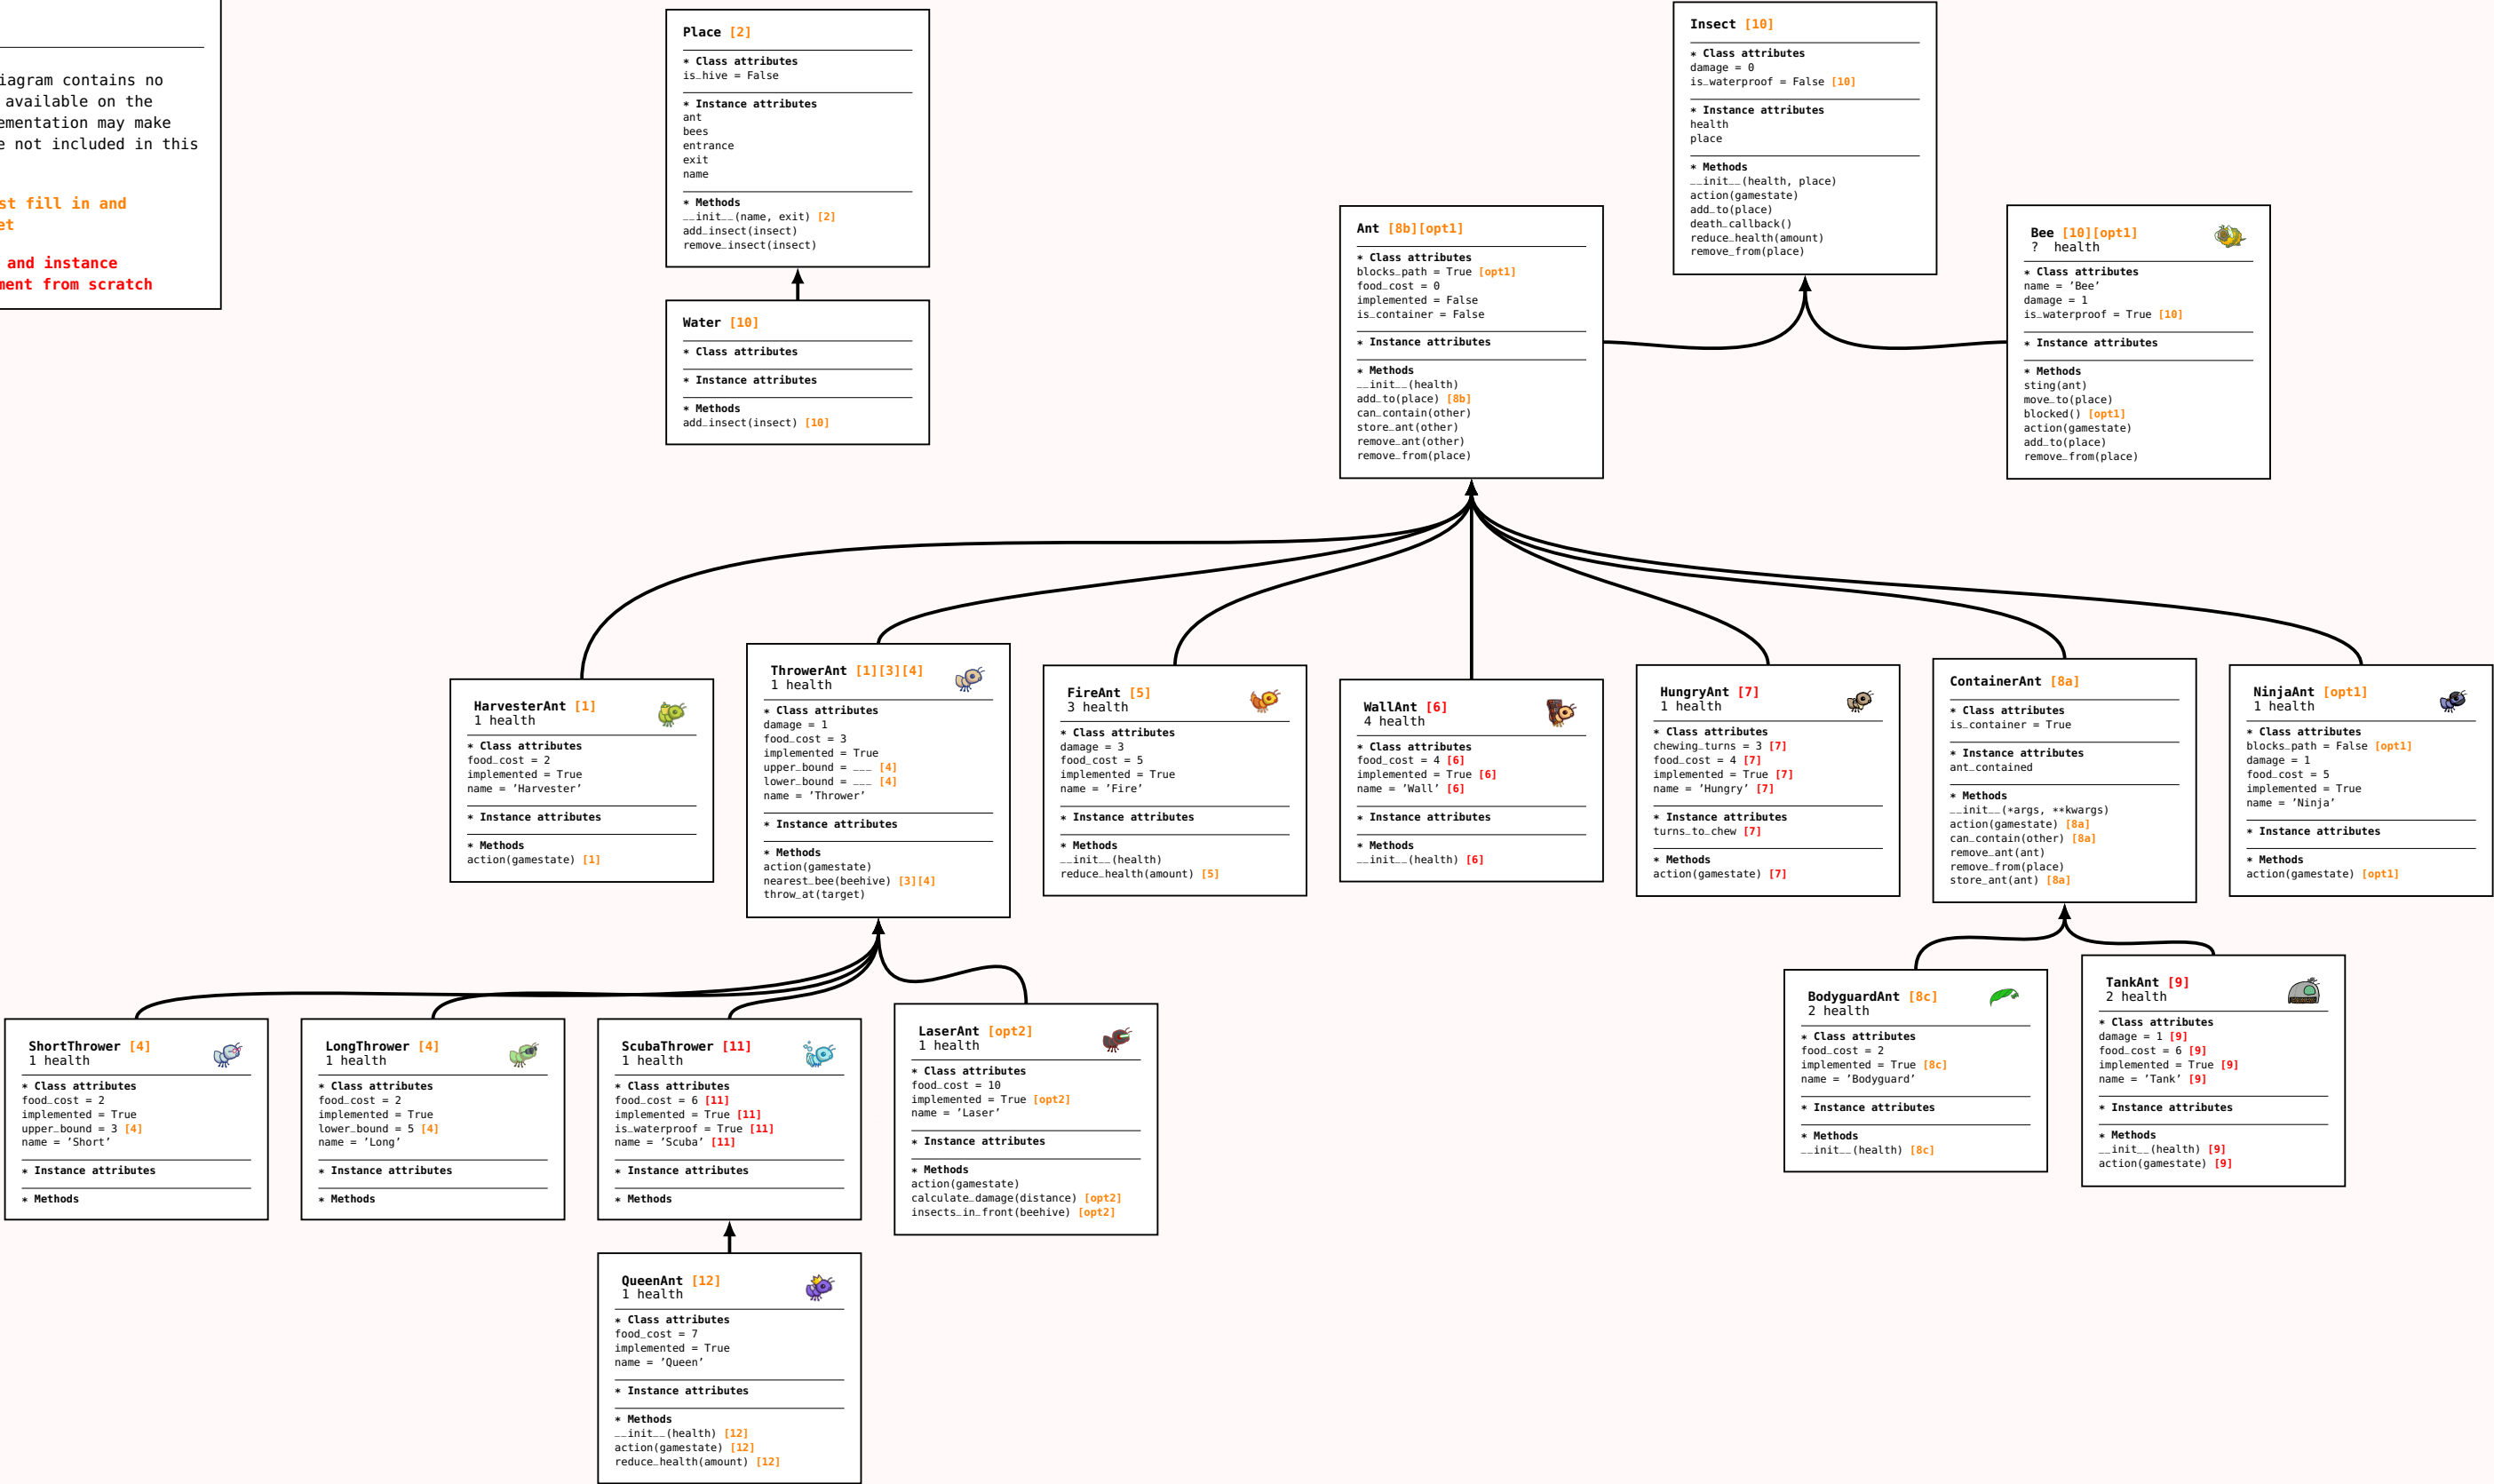 iagram contains no
available on the
ementation may make
e not included in this
st fill in and
et
and instance
ment from scratch
Place [2]
* Class attributes
is_hive = False
* Instance attributes
ant
bees
entrance
exit
name
* Methods
__init__(name, exit) [2]
add_insect(insect)
remove_insect(insect)
Water [10]
* Class attributes
* Instance attributes
* Methods
add_insect(insect) [10]
Insect [10]
* Class attributes
damage = 0
is_waterproof = False [10]
* Instance attributes
health
place
* Methods
__init__(health, place)
action(gamestate)
add_to(place)
death_callback()
reduce_health(amount)
remove_from(place)
Ant [8b][opt1]
* Class attributes
blocks_path = True [opt1]
food_cost = 0
implemented = False
is_container = False
* Instance attributes
* Methods
__init__(health)
add_to(place) [8b]
can_contain(other)
store_ant(other)
remove_ant(other)
remove_from(place)
Bee [10][opt1]
? health
* Class attributes
name = ’Bee’
damage = 1
is_waterproof = True [10]
* Instance attributes
* Methods
sting(ant)
move_to(place)
blocked() [opt1]
action(gamestate)
add_to(place)
remove_from(place)
HarvesterAnt [1]
1 health
* Class attributes
food_cost = 2
implemented = True
name = ’Harvester’
* Instance attributes
* Methods
action(gamestate) [1]
ThrowerAnt [1][3][4]
1 health
* Class attributes
damage = 1
food_cost = 3
implemented = True
upper_bound = ___ [4]
lower_bound = ___ [4]
name = ’Thrower’
* Instance attributes
* Methods
action(gamestate)
nearest_bee(beehive) [3][4]
throw_at(target)
FireAnt [5]
3 health
* Class attributes
damage = 3
food_cost = 5
implemented = True
name = ’Fire’
* Instance attributes
* Methods
__init__(health)
reduce_health(amount) [5]
WallAnt [6]
4 health
* Class attributes
food_cost = 4 [6]
implemented = True [6]
name = ’Wall’ [6]
* Instance attributes
* Methods
__init__(health) [6]
HungryAnt [7]
1 health
* Class attributes
chewing_turns = 3 [7]
food_cost = 4 [7]
implemented = True [7]
name = ’Hungry’ [7]
* Instance attributes
turns_to_chew [7]
* Methods
action(gamestate) [7]
ContainerAnt [8a]
* Class attributes
is_container = True
* Instance attributes
ant_contained
* Methods
__init__(*args, **kwargs)
action(gamestate) [8a]
can_contain(other) [8a]
remove_ant(ant)
remove_from(place)
store_ant(ant) [8a]
NinjaAnt [opt1]
1 health
* Class attributes
blocks_path = False [opt1]
damage = 1
food_cost = 5
implemented = True
name = ’Ninja’
* Instance attributes
* Methods
action(gamestate) [opt1]
ShortThrower [4]
1 health
* Class attributes
food_cost = 2
implemented = True
upper_bound = 3 [4]
name = ’Short’
* Instance attributes
* Methods
LongThrower [4]
1 health
* Class attributes
food_cost = 2
implemented = True
lower_bound = 5 [4]
name = ’Long’
* Instance attributes
* Methods
ScubaThrower [11]
1 health
* Class attributes
food_cost = 6 [11]
implemented = True [11]
is_waterproof = True [11]
name = ’Scuba’ [11]
* Instance attributes
* Methods
LaserAnt [opt2]
1 health
* Class attributes
food_cost = 10
implemented = True [opt2]
name = ’Laser’
* Instance attributes
* Methods
action(gamestate)
calculate_damage(distance) [opt2]
insects_in_front(beehive) [opt2]
BodyguardAnt [8c]
2 health
* Class attributes
food_cost = 2
implemented = True [8c]
name = ’Bodyguard’
* Instance attributes
* Methods
__init__(health) [8c]
TankAnt [9]
2 health
* Class attributes
damage = 1 [9]
food_cost = 6 [9]
implemented = True [9]
name = ’Tank’ [9]
* Instance attributes
* Methods
__init__(health) [9]
action(gamestate) [9]
QueenAnt [12]
1 health
* Class attributes
food_cost = 7
implemented = True
name = ’Queen’
* Instance attributes
* Methods
__init__(health) [12]
action(gamestate) [12]
reduce_health(amount) [12]